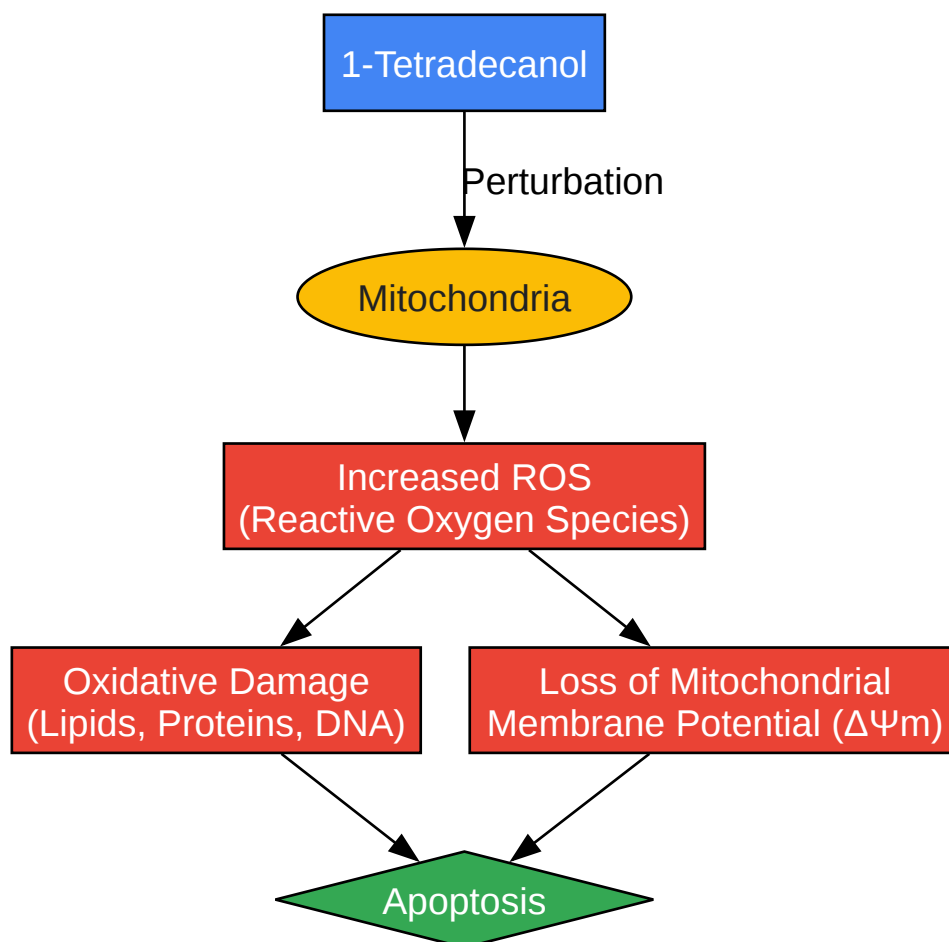 1-Tetradecanol
Perturbation
Mitochondria
Increased ROS
(Reactive Oxygen Species)
Oxidative Damage
(Lipids, Proteins, DNA)
Loss of Mitochondrial
Membrane Potential (ΔΨm)
Apoptosis